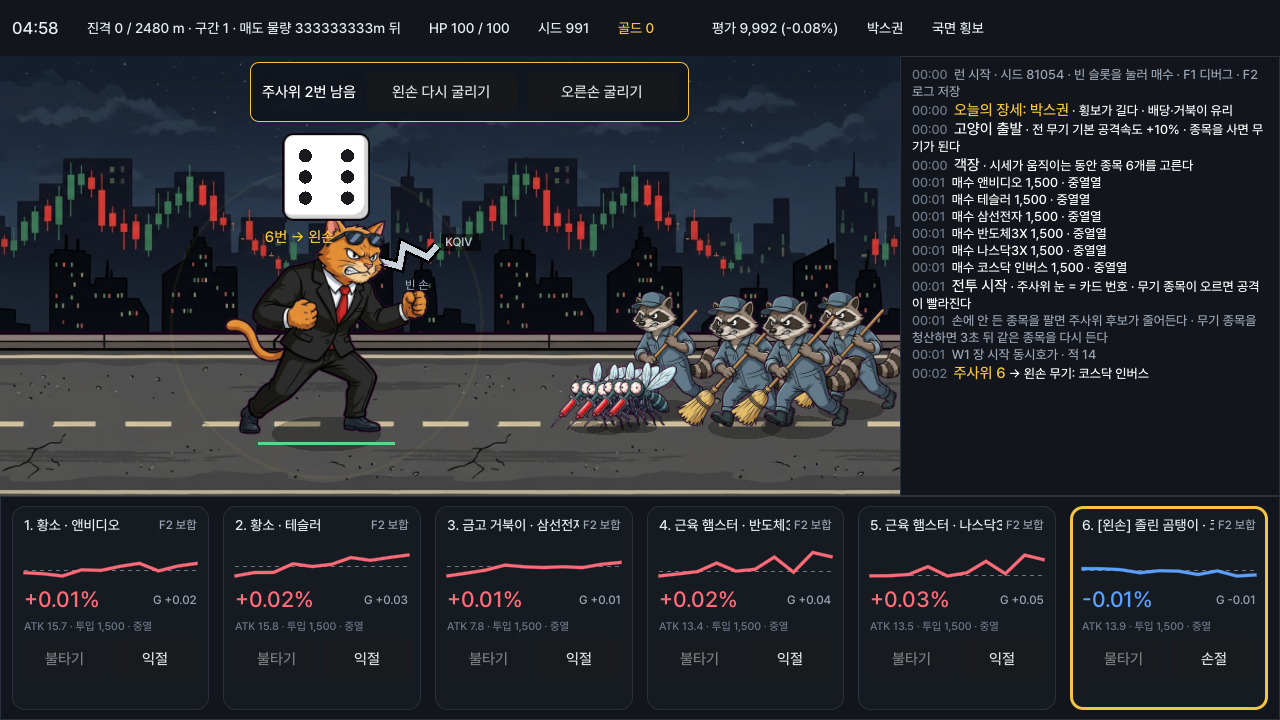 04:58 진격 0 / 2480 m · 구간 1 · 매도 물량 333333333m 뒤 HP 100 / 100 시드 991 골드 0 평가 9,992 (-0.08%) 박스권 국면 횡보
주사위 2번 남음 왼손 다시 굴리기 오른손 굴리기
6번 → 왼손
KQIV
빈 손
00:00 런 시작 · 시드 81054 · 빈 슬롯을 눌러 매수 · F1 디버그 · F2
로그 저장
00:00 오늘의 장세: 박스권 · 횡보가 길다 · 배당·거북이 유리
00:00 고양이 출발 · 전 무기 기본 공격속도 +10% · 종목을 사면 무
기가 된다
00:00 객장 · 시세가 움직이는 동안 종목 6개를 고른다
00:01 매수 앤비디오 1,500 · 중열열
00:01 매수 테슬러 1,500 · 중열열
00:01 매수 삼선전자 1,500 · 중열열
00:01 매수 반도체3X 1,500 · 중열열
00:01 매수 나스닥3X 1,500 · 중열열
00:01 매수 코스닥 인버스 1,500 · 중열열
00:01 전투 시작 · 주사위 눈 = 카드 번호 · 무기 종목이 오르면 공격
이 빨라진다
00:01 손에 안 든 종목을 팔면 주사위 후보가 줄어든다 · 무기 종목을
청산하면 3초 뒤 같은 종목을 다시 든다
00:01 W1 장 시작 동시호가 · 적 14
00:02 주사위 6 → 왼손 무기: 코스닥 인버스
1. 황소 · 앤비디오 F2 보합
+0.01% G +0.02
ATK 15.7 · 투입 1,500 · 중열
불타기 익절
2. 황소 · 테슬러 F2 보합
+0.02% G +0.03
ATK 15.8 · 투입 1,500 · 중열
불타기 익절
3. 금고 거북이 · 삼선전 F2 보합
+0.01% G +0.01
ATK 7.8 · 투입 1,500 · 중열
불타기 익절
4. 근육 햄스터 · 반도체 F2 보합
+0.02% G +0.04
ATK 13.4 · 투입 1,500 · 중열
불타기 익절
5. 근육 햄스터 · 나스닥 F2 보합
+0.03% G +0.05
ATK 13.5 · 투입 1,500 · 중열
불타기 익절
6. [왼손] 졸린 곰탱이 · F2 보합
-0.01% G -0.01
ATK 13.9 · 투입 1,500 · 중열
물타기 손절